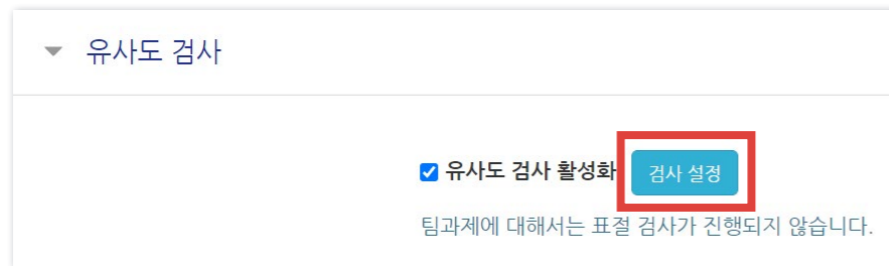 유사도 검사
유사도 검사 활성화 검사 설정
팀과제에 대해서는 표절 검사가 진행되지 않습니다.